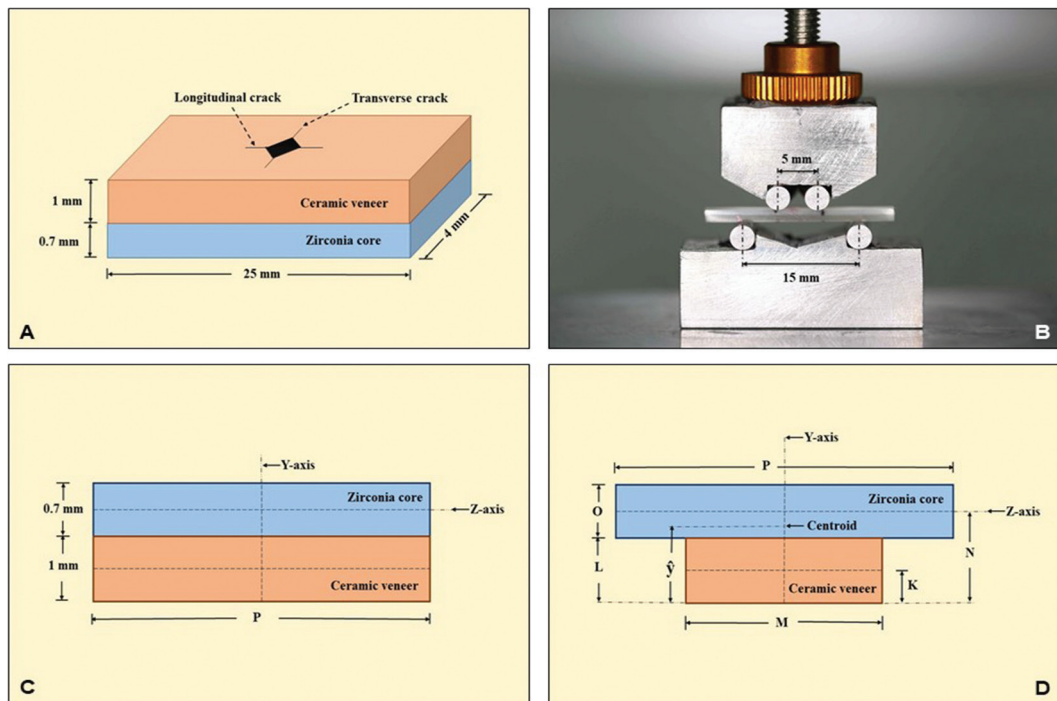 Longitudinal crack
Transverse crack
Ceramic veneer
Zirconia core
1 mm
0.7 mm
4 mm
25 mm
A
5 mm
15 mm
B
Y-axis
Zirconia core
0.7 mm
Z-axis
1 mm
Ceramic veneer
P
C
Y-axis
P
Zirconia core
O
Z-axis
Centroid
L
ŷ
N
Ceramic veneer
K
M
D